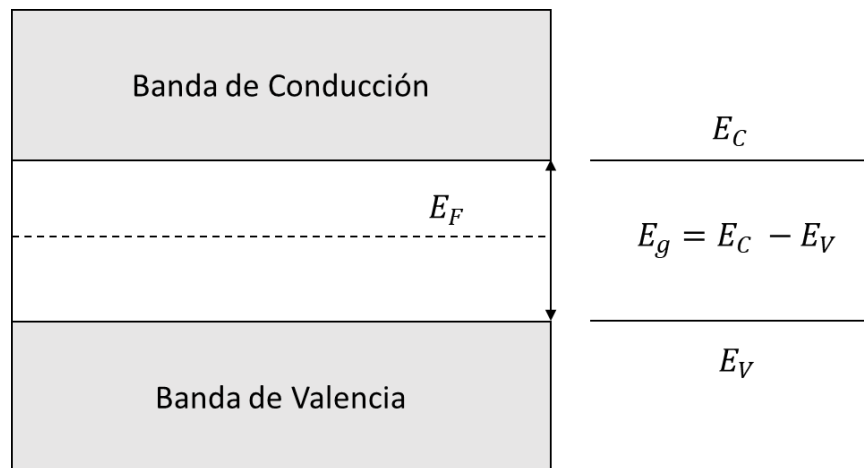 Banda de Conducción
E_C
E_F
E_g = E_C − E_V
E_V
Banda de Valencia